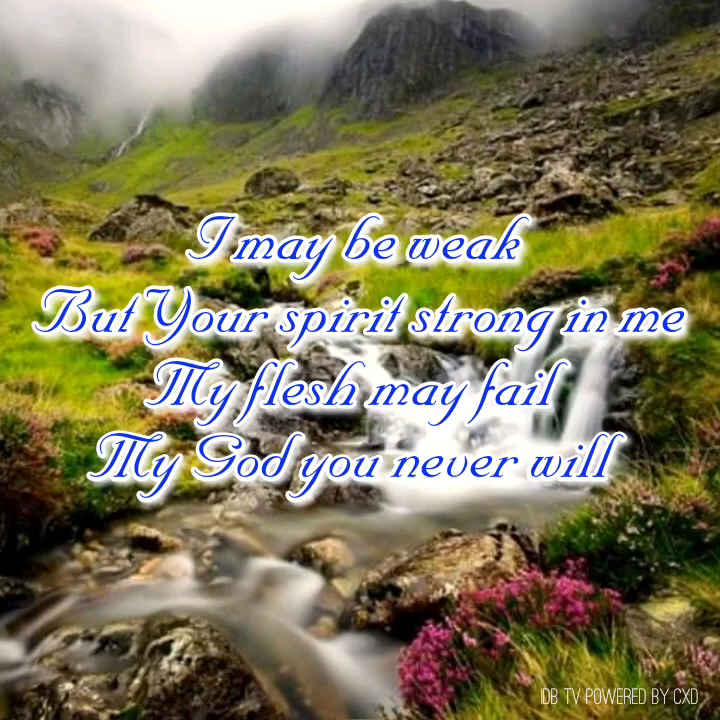 I may be weak
But Your spirit strong in me
My flesh may fail
My God you never will
IDB TV POWERED BY CXD